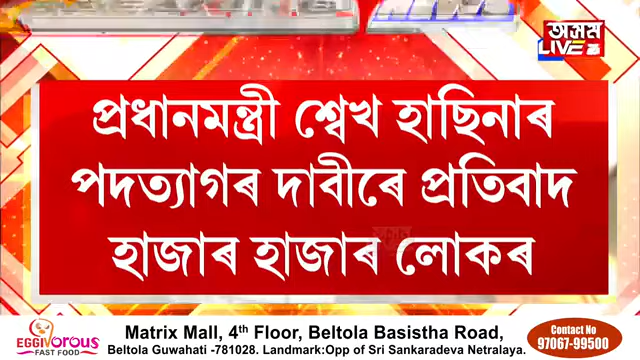 অসম
LIVE 24
প্ৰধানমন্ত্ৰী শ্বেখ হাছিনাৰ
পদত্যাগৰ দাবীৰে প্ৰতিবাদ
হাজাৰ হাজাৰ লোকৰ
EGGIVOROUS
FAST FOOD
Matrix Mall, 4th Floor, Beltola Basistha Road,
Beltola Guwahati -781028. Landmark:Opp of Sri Sankaradeva Netralaya.
Contact No
97067-99500